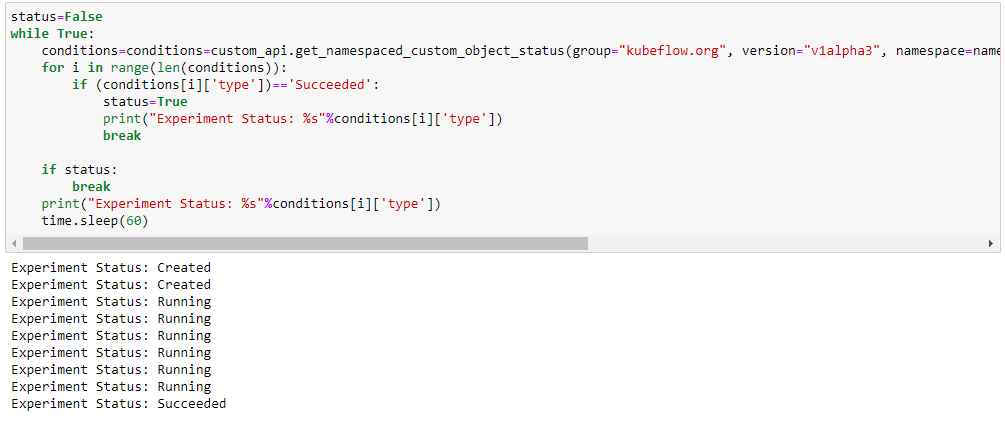 status=False
while True:
    conditions=conditions=custom_api.get_namespaced_custom_object_status(group="kubeflow.org", version="v1alpha3", namespace=name
    for i in range(len(conditions)):
        if (conditions[i]['type'])=='Succeeded':
            status=True
            print("Experiment Status: %s"%conditions[i]['type'])
            break
    if status:
        break
    print("Experiment Status: %s"%conditions[i]['type'])
    time.sleep(60)
Experiment Status: Created
Experiment Status: Created
Experiment Status: Running
Experiment Status: Running
Experiment Status: Running
Experiment Status: Running
Experiment Status: Running
Experiment Status: Running
Experiment Status: Succeeded